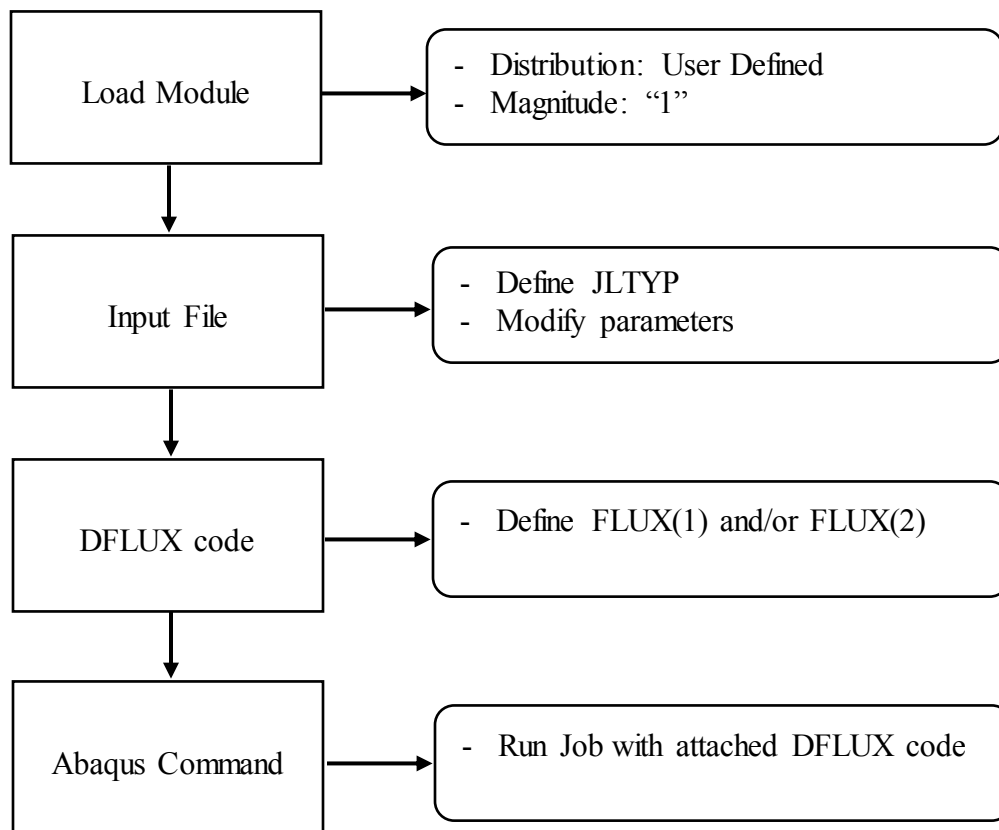 Load Module
- Distribution: User Defined
- Magnitude: “1”
Input File
- Define JLTYP
- Modify parameters
DFLUX code
- Define FLUX(1) and/or FLUX(2)
Abaqus Command
- Run Job with attached DFLUX code